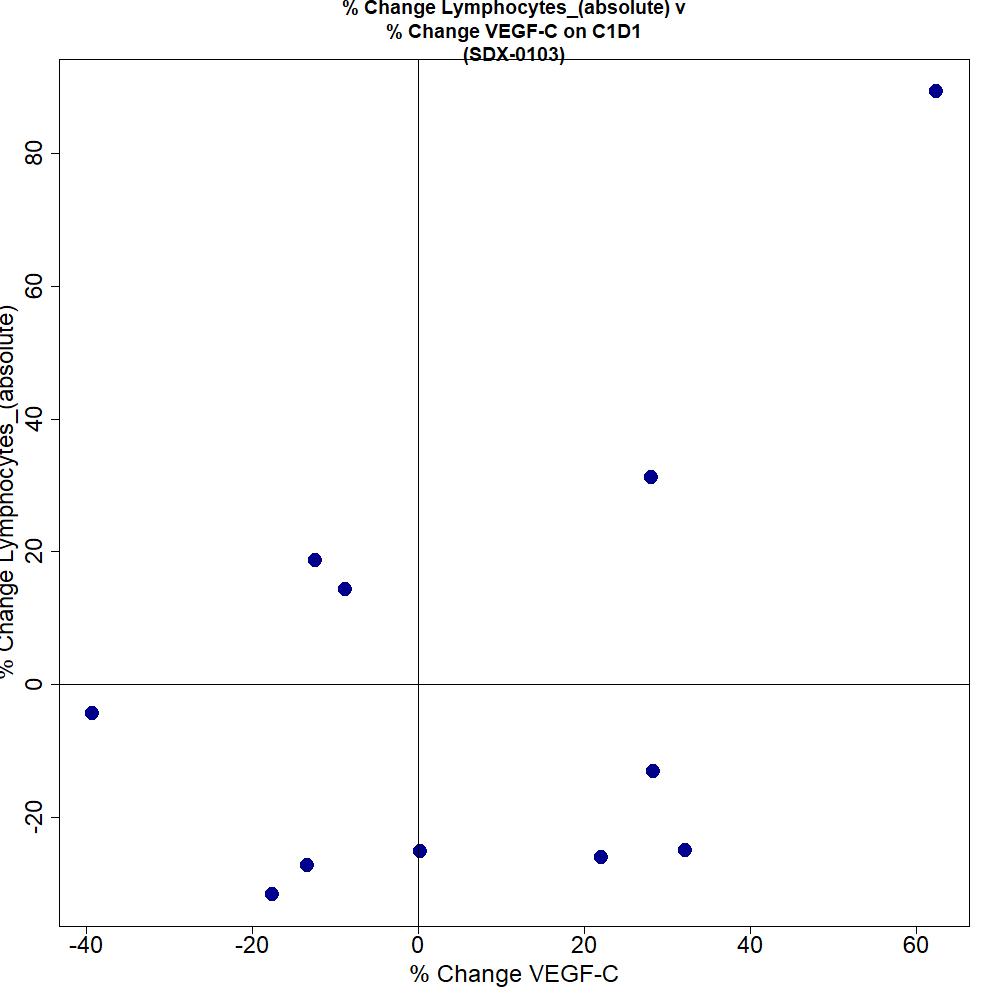 % Change Lymphocytes_(absolute) v
% Change VEGF-C on C1D1
(SDX-0103)
% Change Lymphocytes_(absolute)
80
60
40
20
0
-20
-40
-20
0
20
40
60
% Change VEGF-C